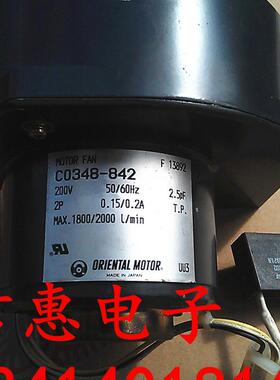 MOTOR FAN F 13892
C0348-842
200V 50/60Hz 2.5μF
2P 0.15/0.2A T.P.
MAX.1800/2000 l/min
ORIENTAL MOTOR®
MADE IN JAPAN
UU3
惠电子